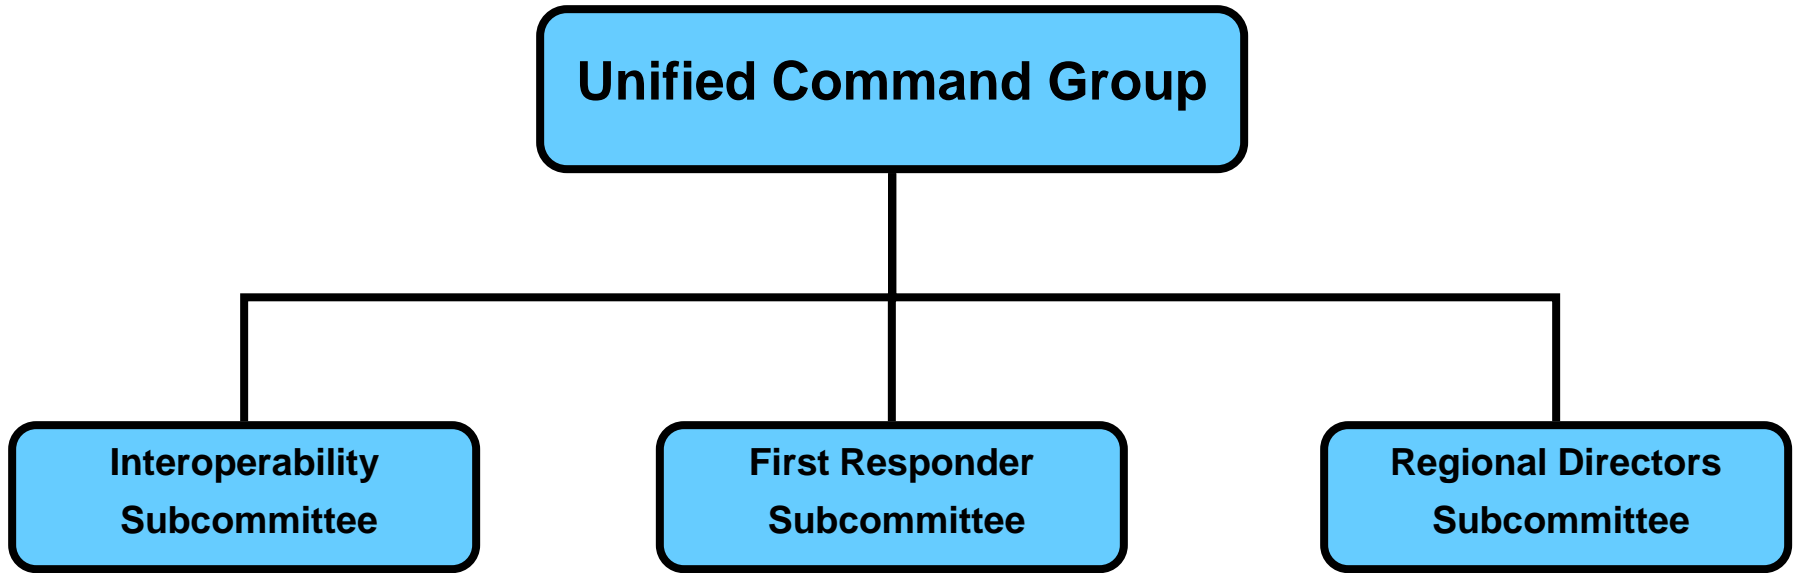 Unified Command Group
Interoperability
Subcommittee
First Responder
Subcommittee
Regional Directors
Subcommittee